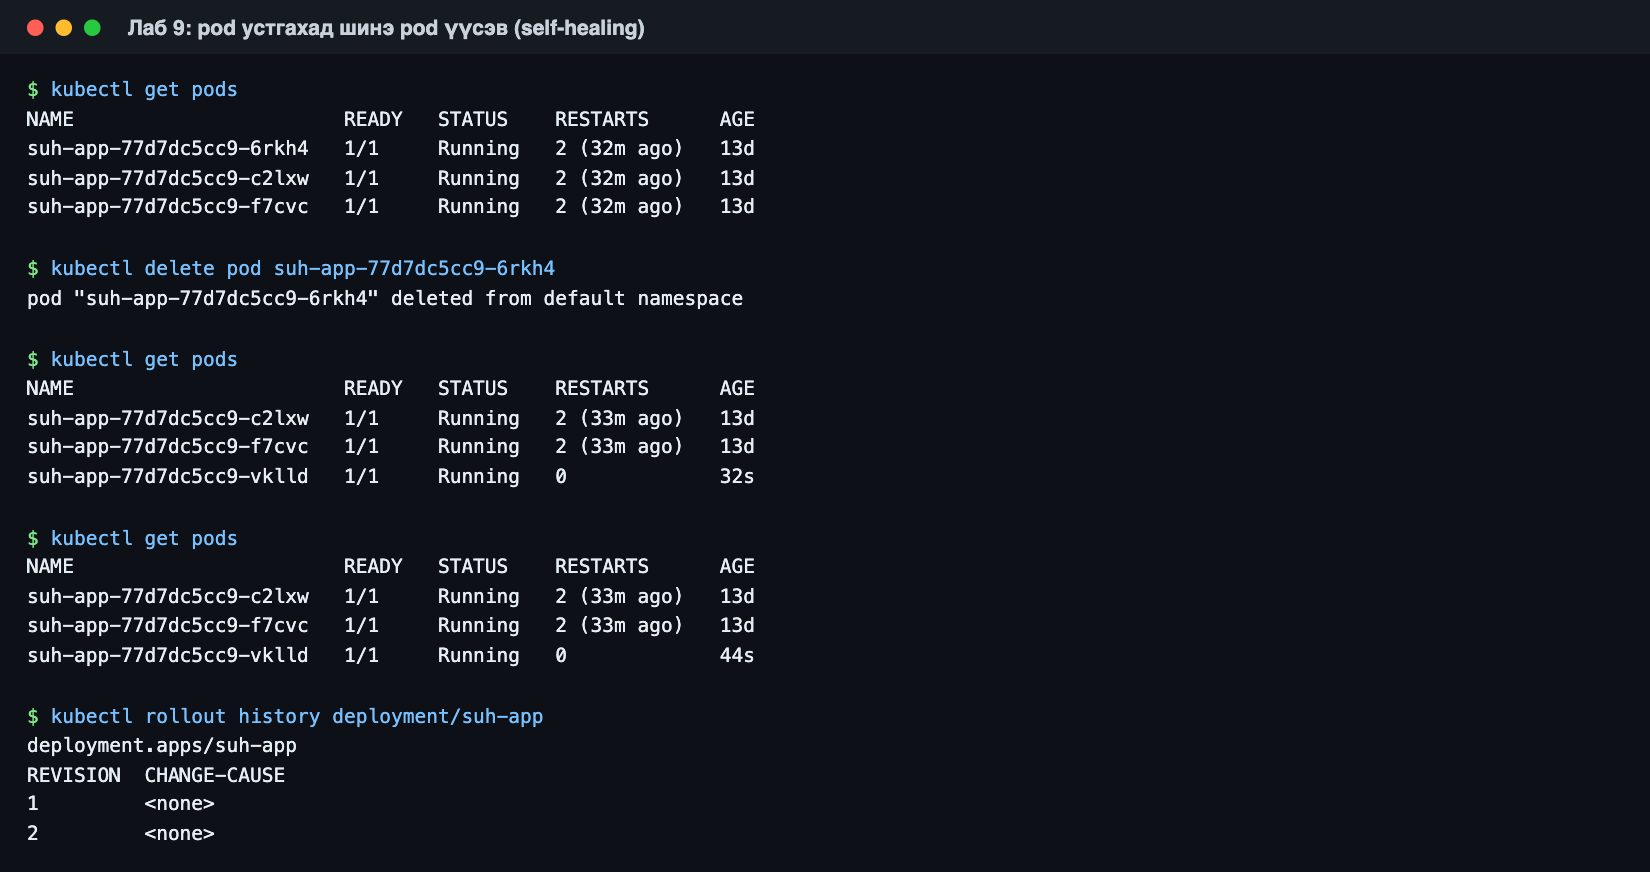 Лаб 9: pod устгахад шинэ pod үүсэв (self-healing)
$ kubectl get pods
NAME                       READY   STATUS    RESTARTS      AGE
suh-app-77d7dc5cc9-6rkh4   1/1     Running   2 (32m ago)   13d
suh-app-77d7dc5cc9-c2lxw   1/1     Running   2 (32m ago)   13d
suh-app-77d7dc5cc9-f7cvc   1/1     Running   2 (32m ago)   13d
$ kubectl delete pod suh-app-77d7dc5cc9-6rkh4
pod "suh-app-77d7dc5cc9-6rkh4" deleted from default namespace
$ kubectl get pods
NAME                       READY   STATUS    RESTARTS      AGE
suh-app-77d7dc5cc9-c2lxw   1/1     Running   2 (33m ago)   13d
suh-app-77d7dc5cc9-f7cvc   1/1     Running   2 (33m ago)   13d
suh-app-77d7dc5cc9-vklld   1/1     Running   0             32s
$ kubectl get pods
NAME                       READY   STATUS    RESTARTS      AGE
suh-app-77d7dc5cc9-c2lxw   1/1     Running   2 (33m ago)   13d
suh-app-77d7dc5cc9-f7cvc   1/1     Running   2 (33m ago)   13d
suh-app-77d7dc5cc9-vklld   1/1     Running   0             44s
$ kubectl rollout history deployment/suh-app
deployment.apps/suh-app
REVISION  CHANGE-CAUSE
1         <none>
2         <none>